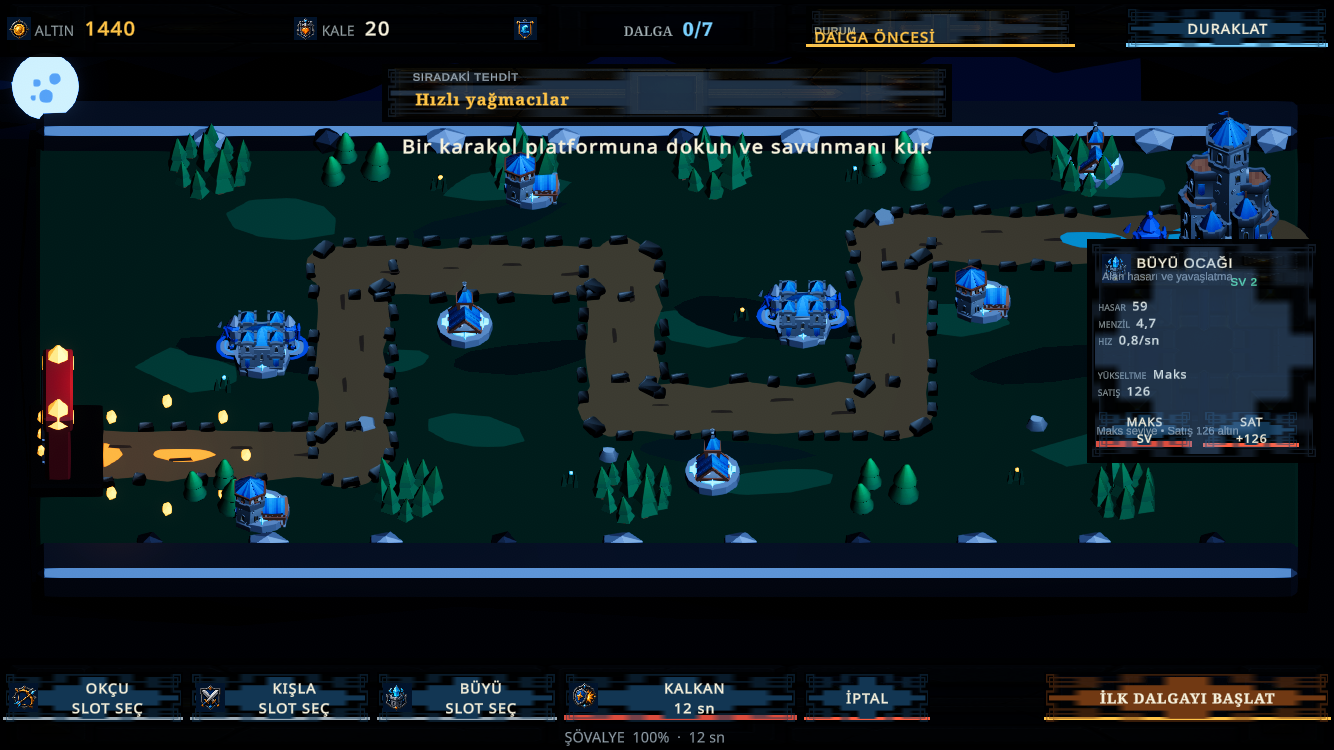 ALTIN 1440
KALE 20
DALGA 0/7
DURUM
DALGA ÖNCESİ
DURAKLAT
SIRADAKİ TEHDİT
Hızlı yağmacılar
Bir karakol platformuna dokun ve savunmanı kur.
BÜYÜ OCAĞI
Alan hasarı ve yavaşlatma
SV 2
HASAR 59
MENZİL 4,7
HIZ 0,8/sn
YÜKSELTME Maks
SATIŞ 126
MAKS
SV
SAT
+126
Maks seviye • Satış 126 altın
OKÇU
SLOT SEÇ
KIŞLA
SLOT SEÇ
BÜYÜ
SLOT SEÇ
KALKAN
12 sn
İPTAL
İLK DALGAYI BAŞLAT
ŞÖVALYE 100% · 12 sn